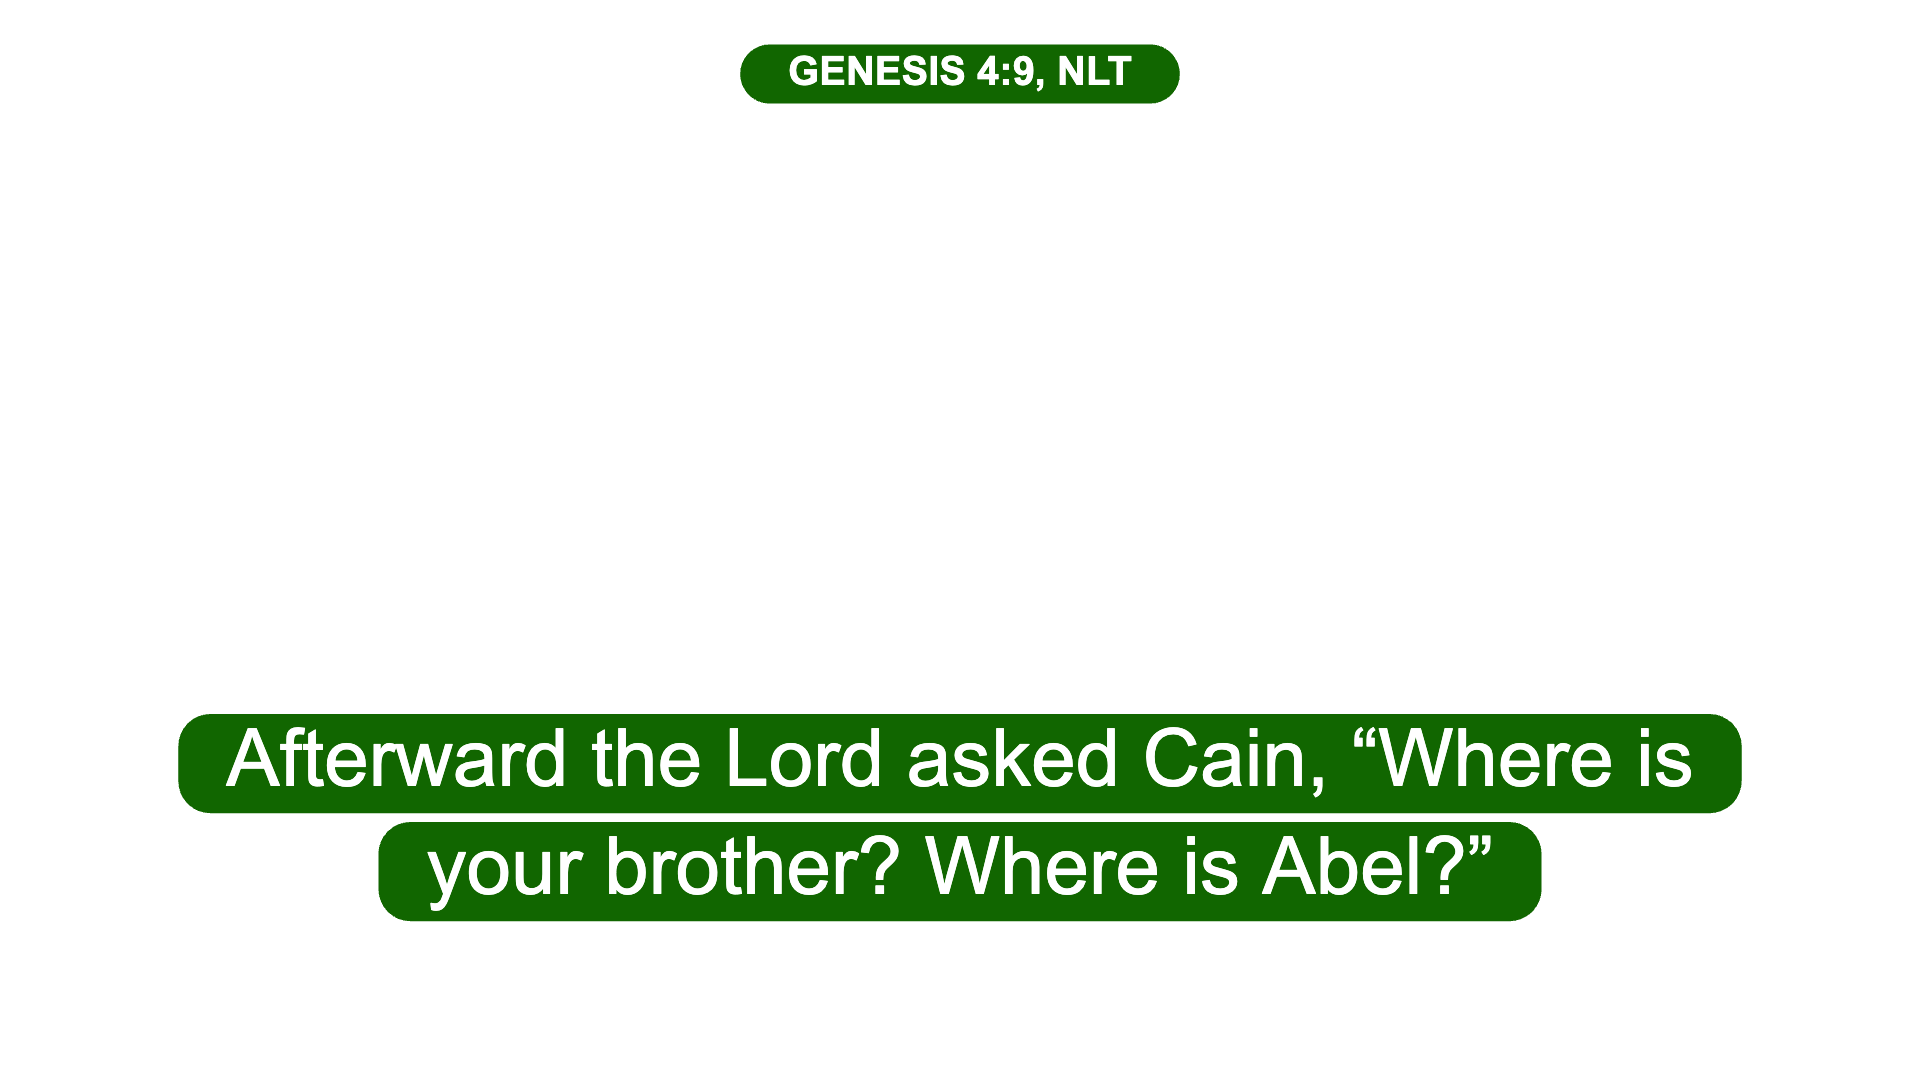 GENESIS 4:9, NLT
Afterward the Lord asked Cain, “Where is
your brother? Where is Abel?”